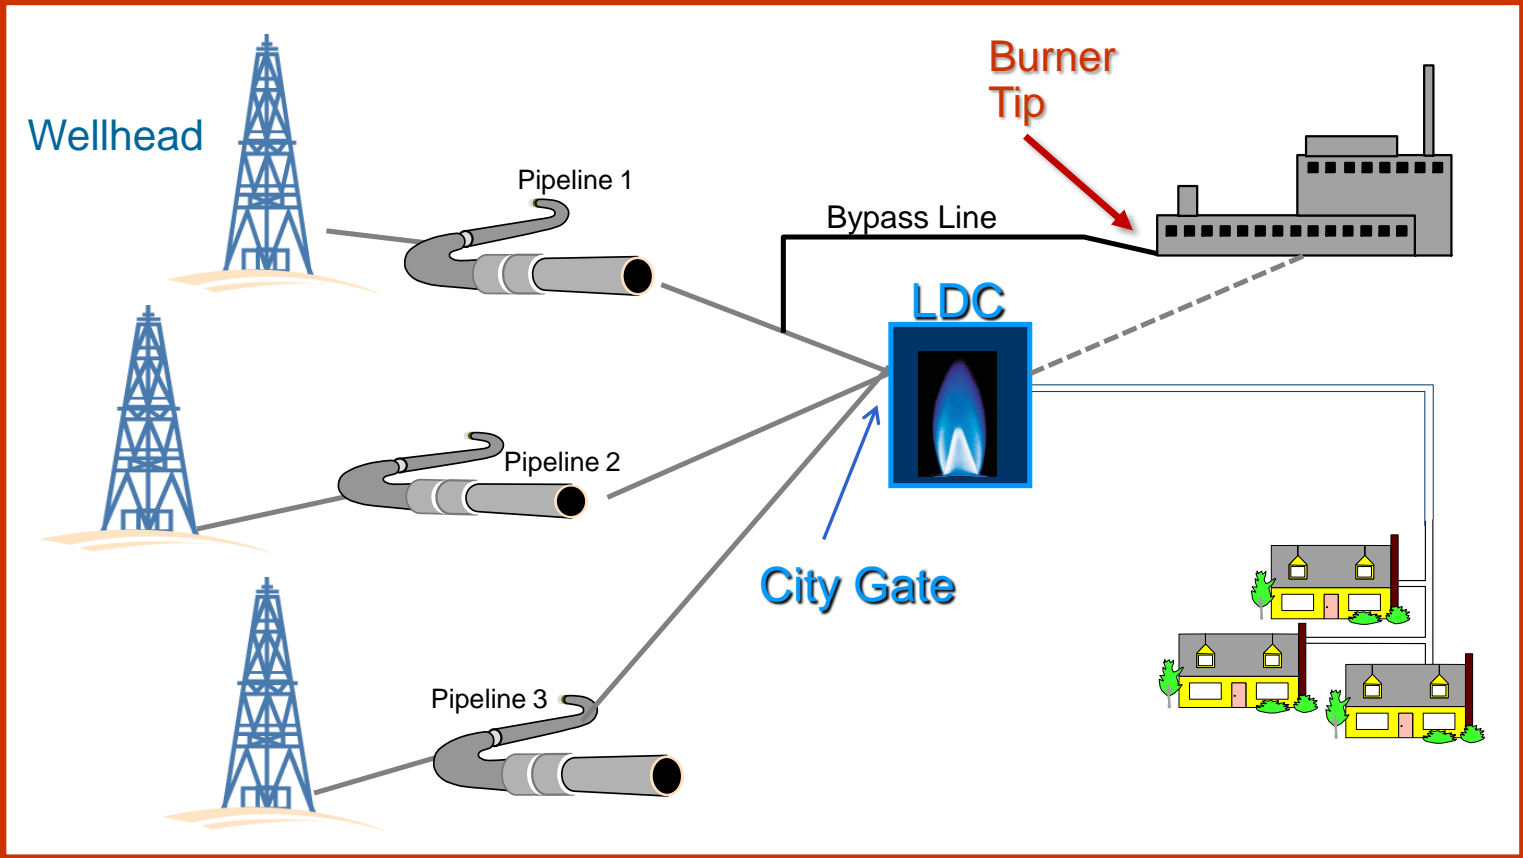 Burner
Tip
Wellhead
Pipeline 1
Bypass Line
LDC
Pipeline 2
City Gate
Pipeline 3